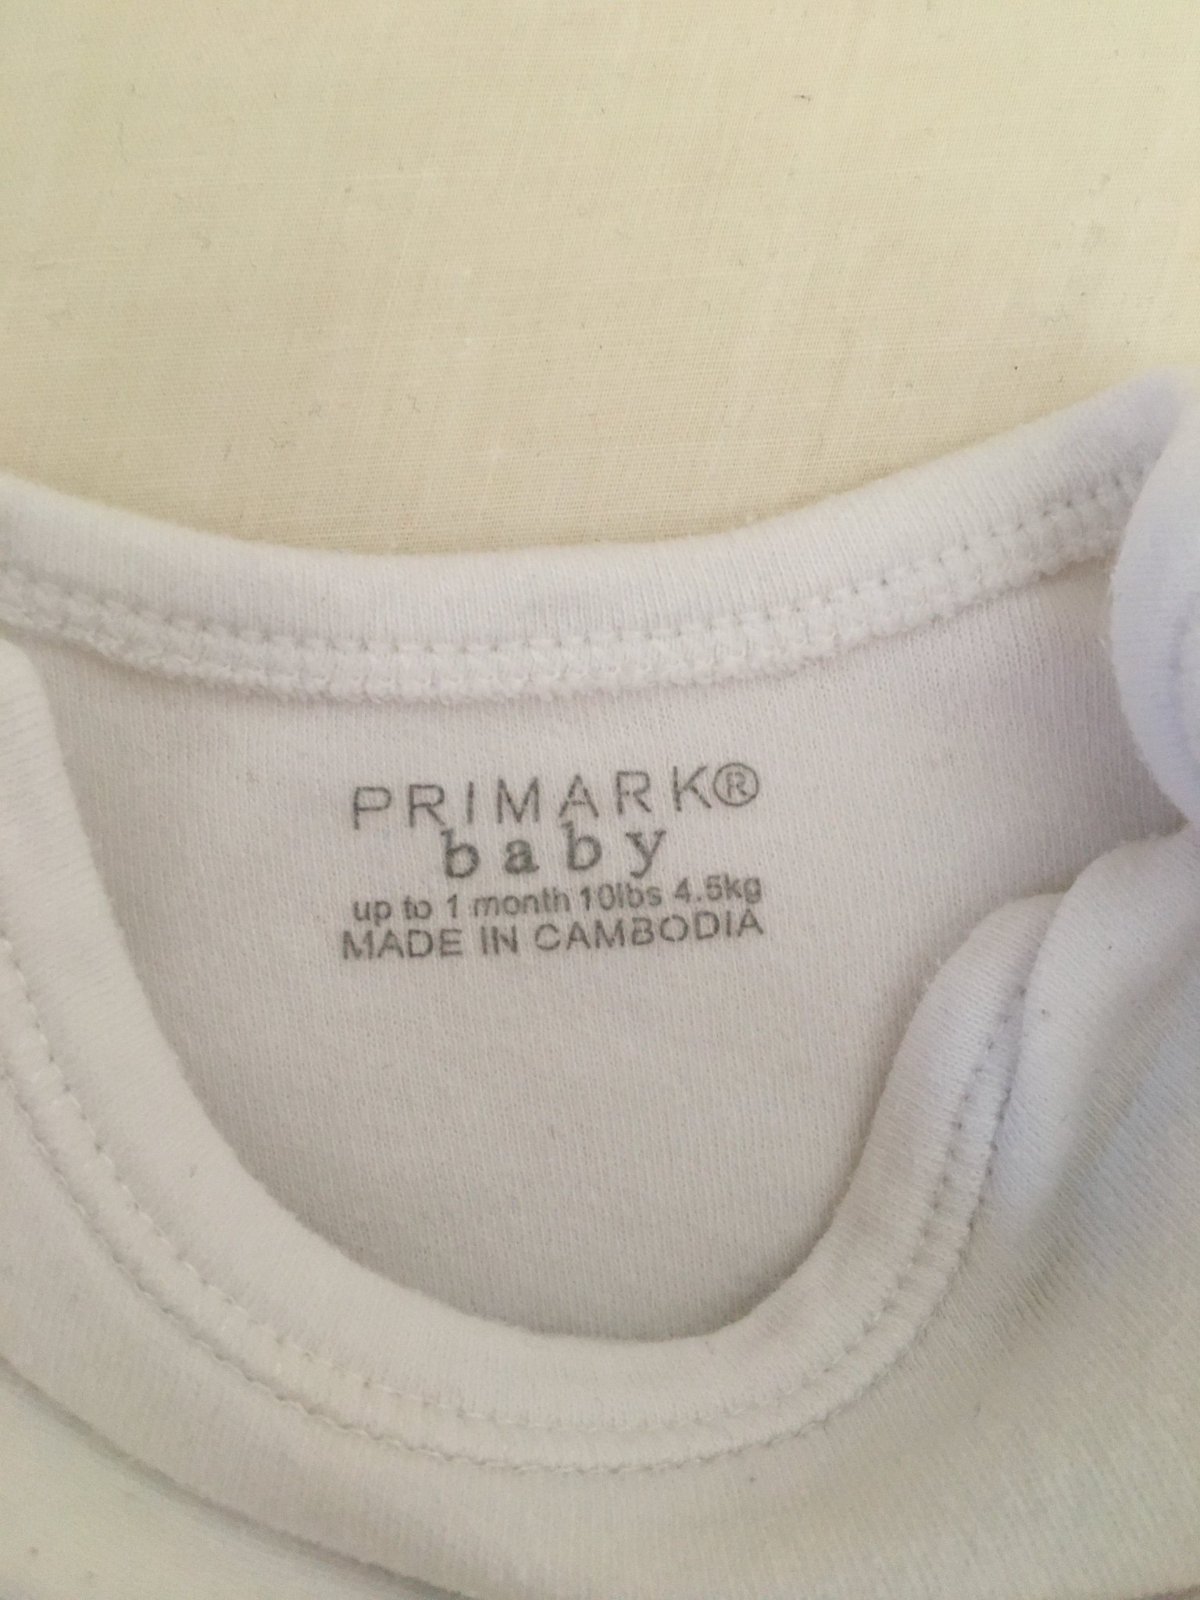 PRIMARK®
baby
up to 1 month 10lbs 4.5kg
MADE IN CAMBODIA